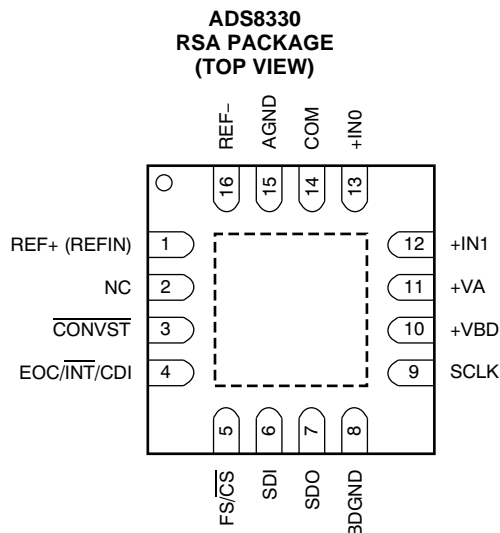 ADS8330
RSA PACKAGE
(TOP VIEW)
REF−
AGND
COM
+IN0
16
15
14
13
REF+ (REFIN)
1
12
+IN1
NC
2
11
+VA
CONVST
3
10
+VBD
EOC/INT/CDI
4
9
SCLK
5
6
7
8
FS/CS
SDI
SDO
BDGND